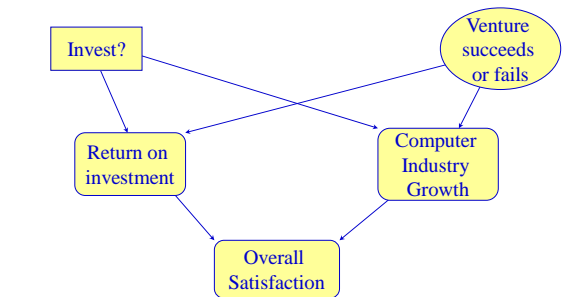 Invest?
Venture
succeeds
or fails
Return on
investment
Computer
Industry
Growth
Overall
Satisfaction